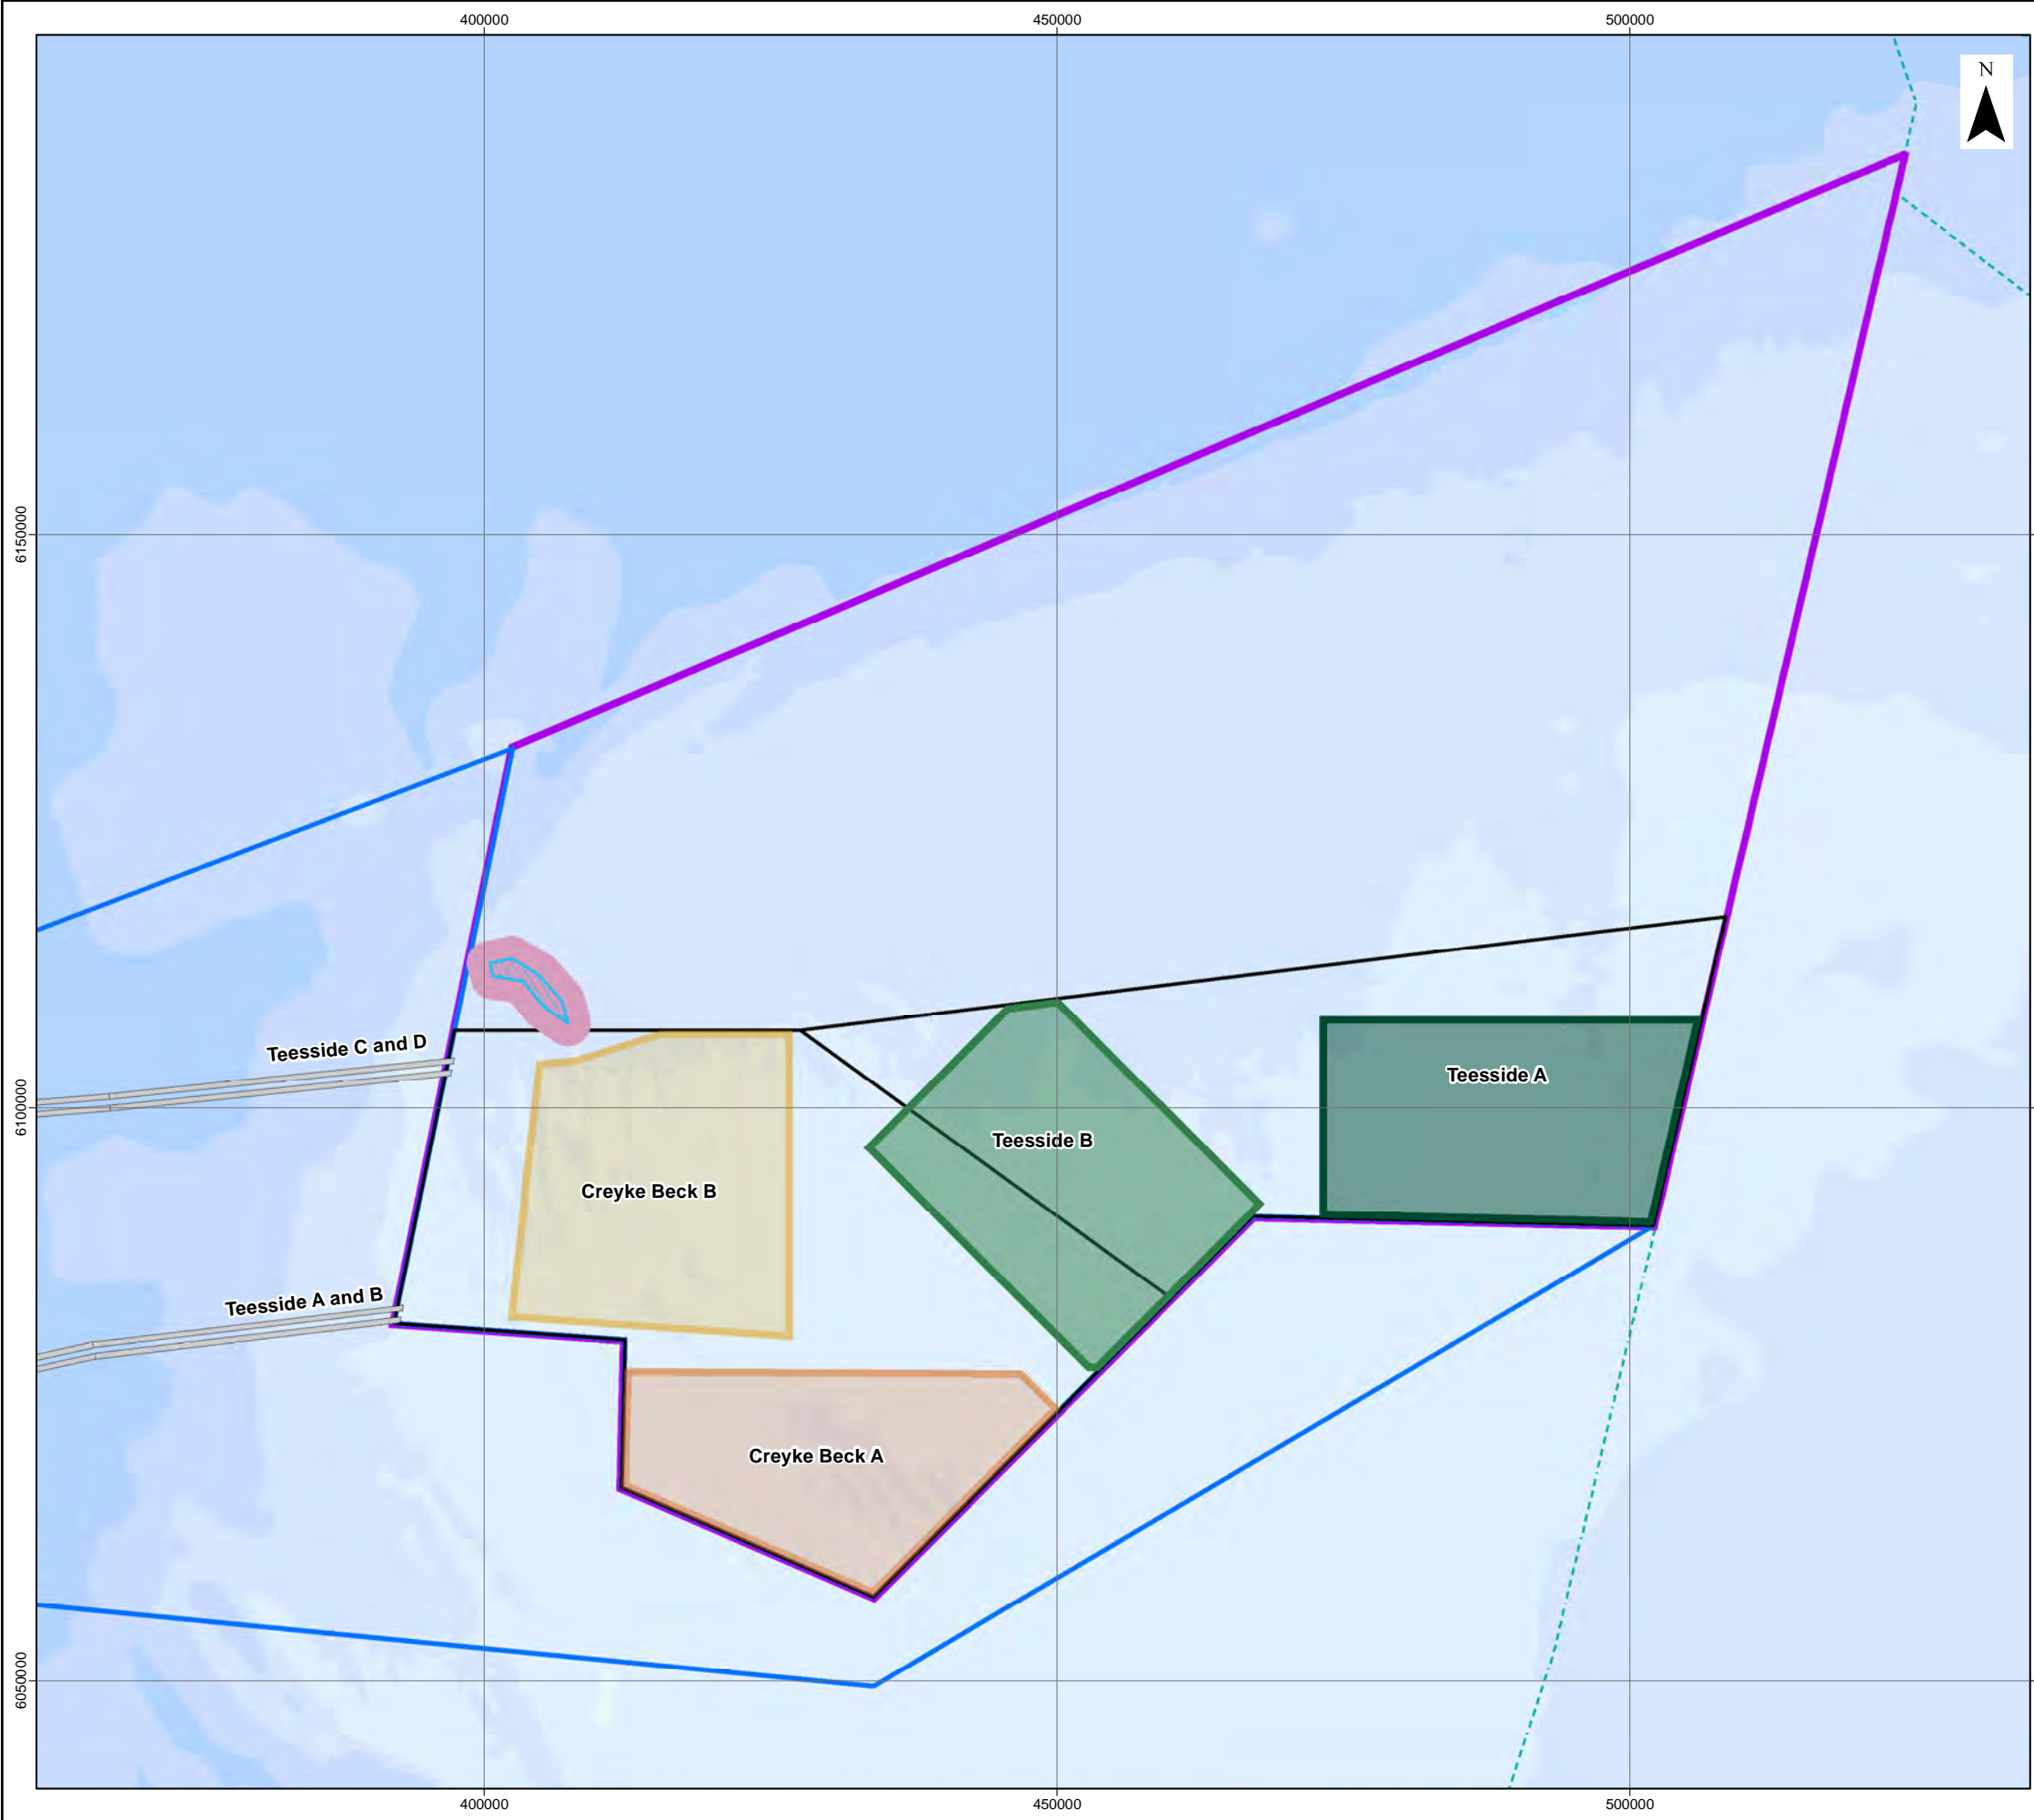 400000 450000 500000
N
6150000
Teesside C and D
Teesside A
6100000
Teesside B
Creyke Beck B
Teesside A and B
Creyke Beck A
6050000
400000 450000 500000